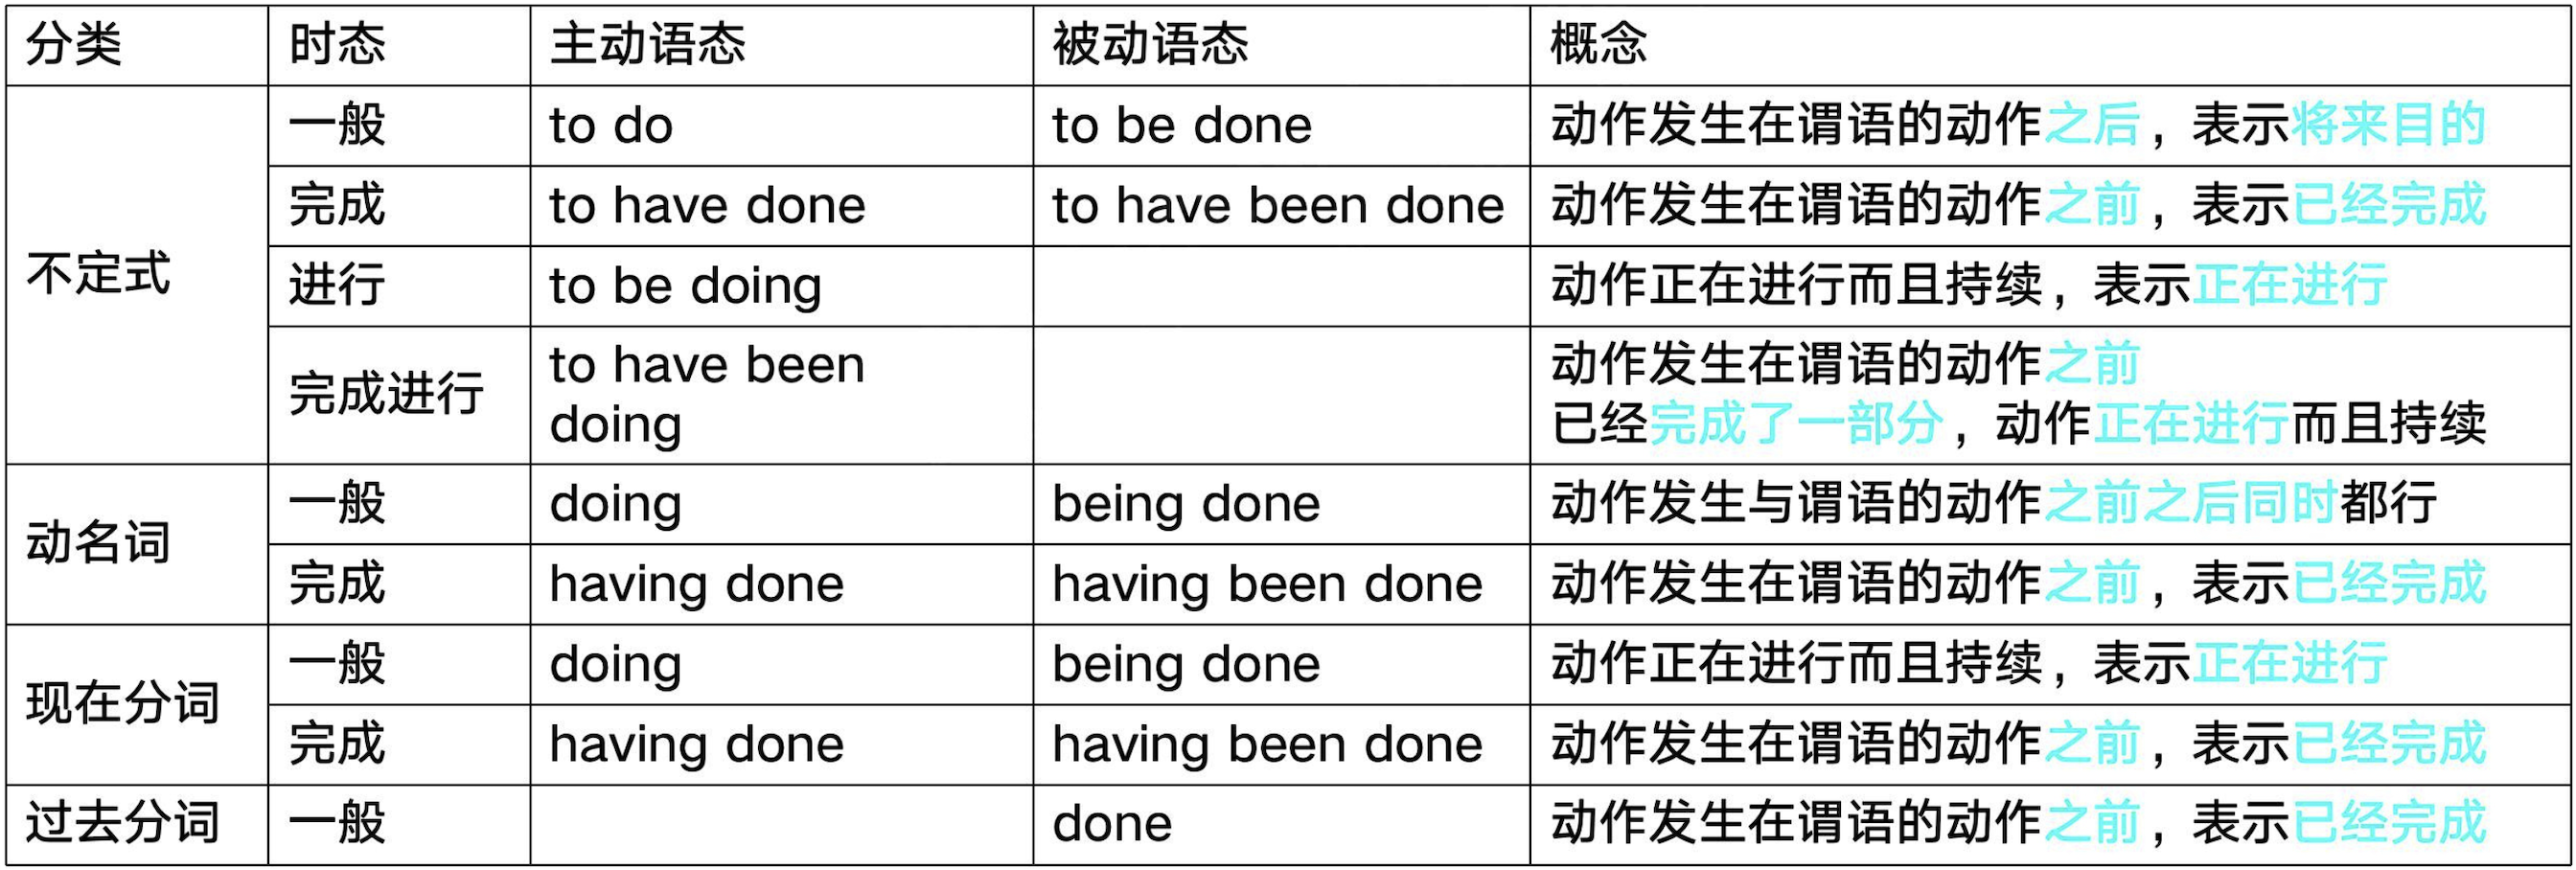 分类 时态 主动语态 被动语态 概念
一般 to do to be done 动作发生在谓语的动作之后，表示将来目的
完成 to have done to have been done 动作发生在谓语的动作之前，表示已经完成
不定式
进行 to be doing 动作正在进行而且持续，表示正在进行
完成进行 to have been doing 动作发生在谓语的动作之前
已经完成了一部分，动作正在进行而且持续
动名词
一般 doing being done 动作发生与谓语的动作之前之后同时都行
完成 having done having been done 动作发生在谓语的动作之前，表示已经完成
现在分词
一般 doing being done 动作正在进行而且持续，表示正在进行
完成 having done having been done 动作发生在谓语的动作之前，表示已经完成
过去分词 一般 done 动作发生在谓语的动作之前，表示已经完成